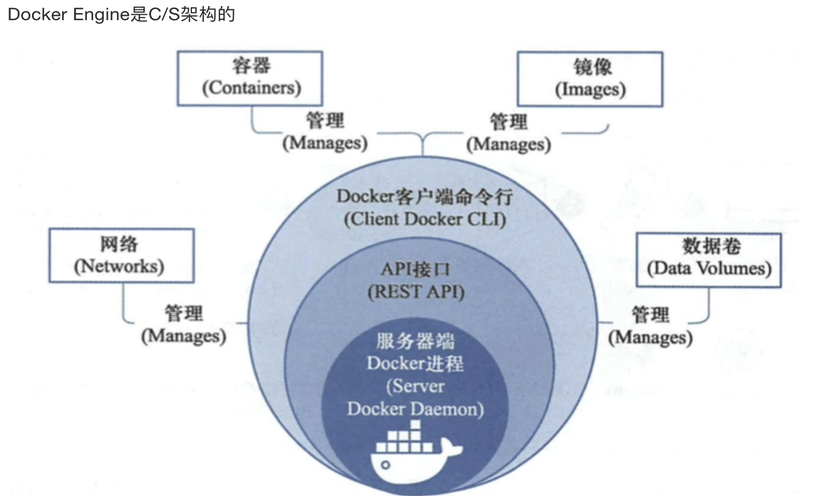 Docker Engine是C/S架构的
容器
(Containers)
镜像
(Images)
管理
(Manages)
管理
(Manages)
Docker客户端命令行
(Client Docker CLI)
网络
(Networks)
API接口
(REST API)
数据卷
(Data Volumes)
管理
(Manages)
管理
(Manages)
服务器端
Docker进程
(Server
Docker Daemon)